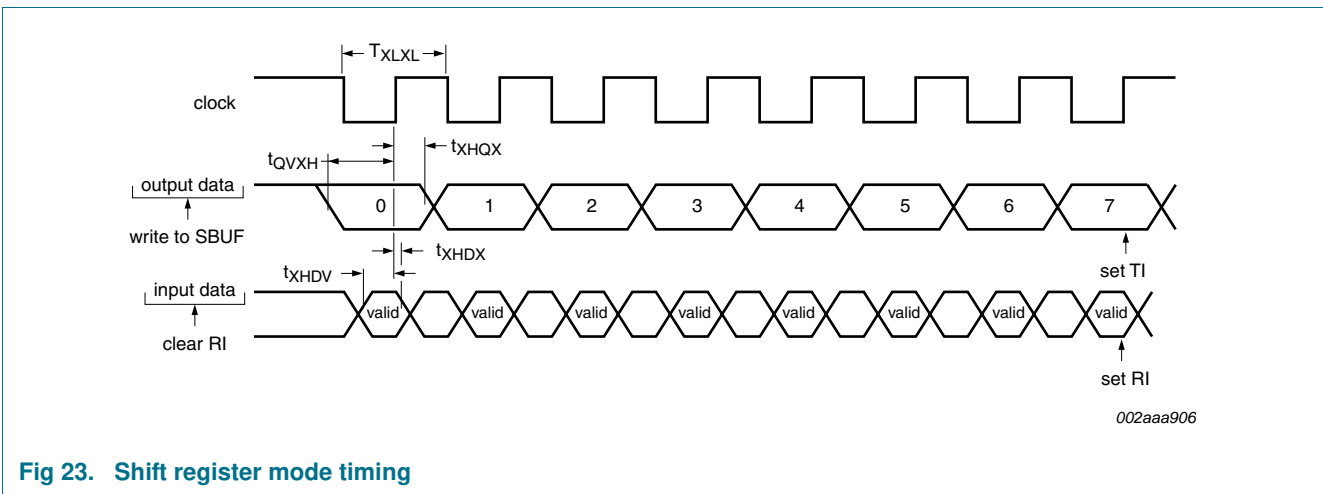 TXLXL
clock
tQVXH
tXHQX
output data
0 1 2 3 4 5 6 7
write to SBUF
tXHDX
set TI
tXHDV
input data
valid valid valid valid valid valid valid valid
clear RI
set RI
002aaa906
Fig 23. Shift register mode timing